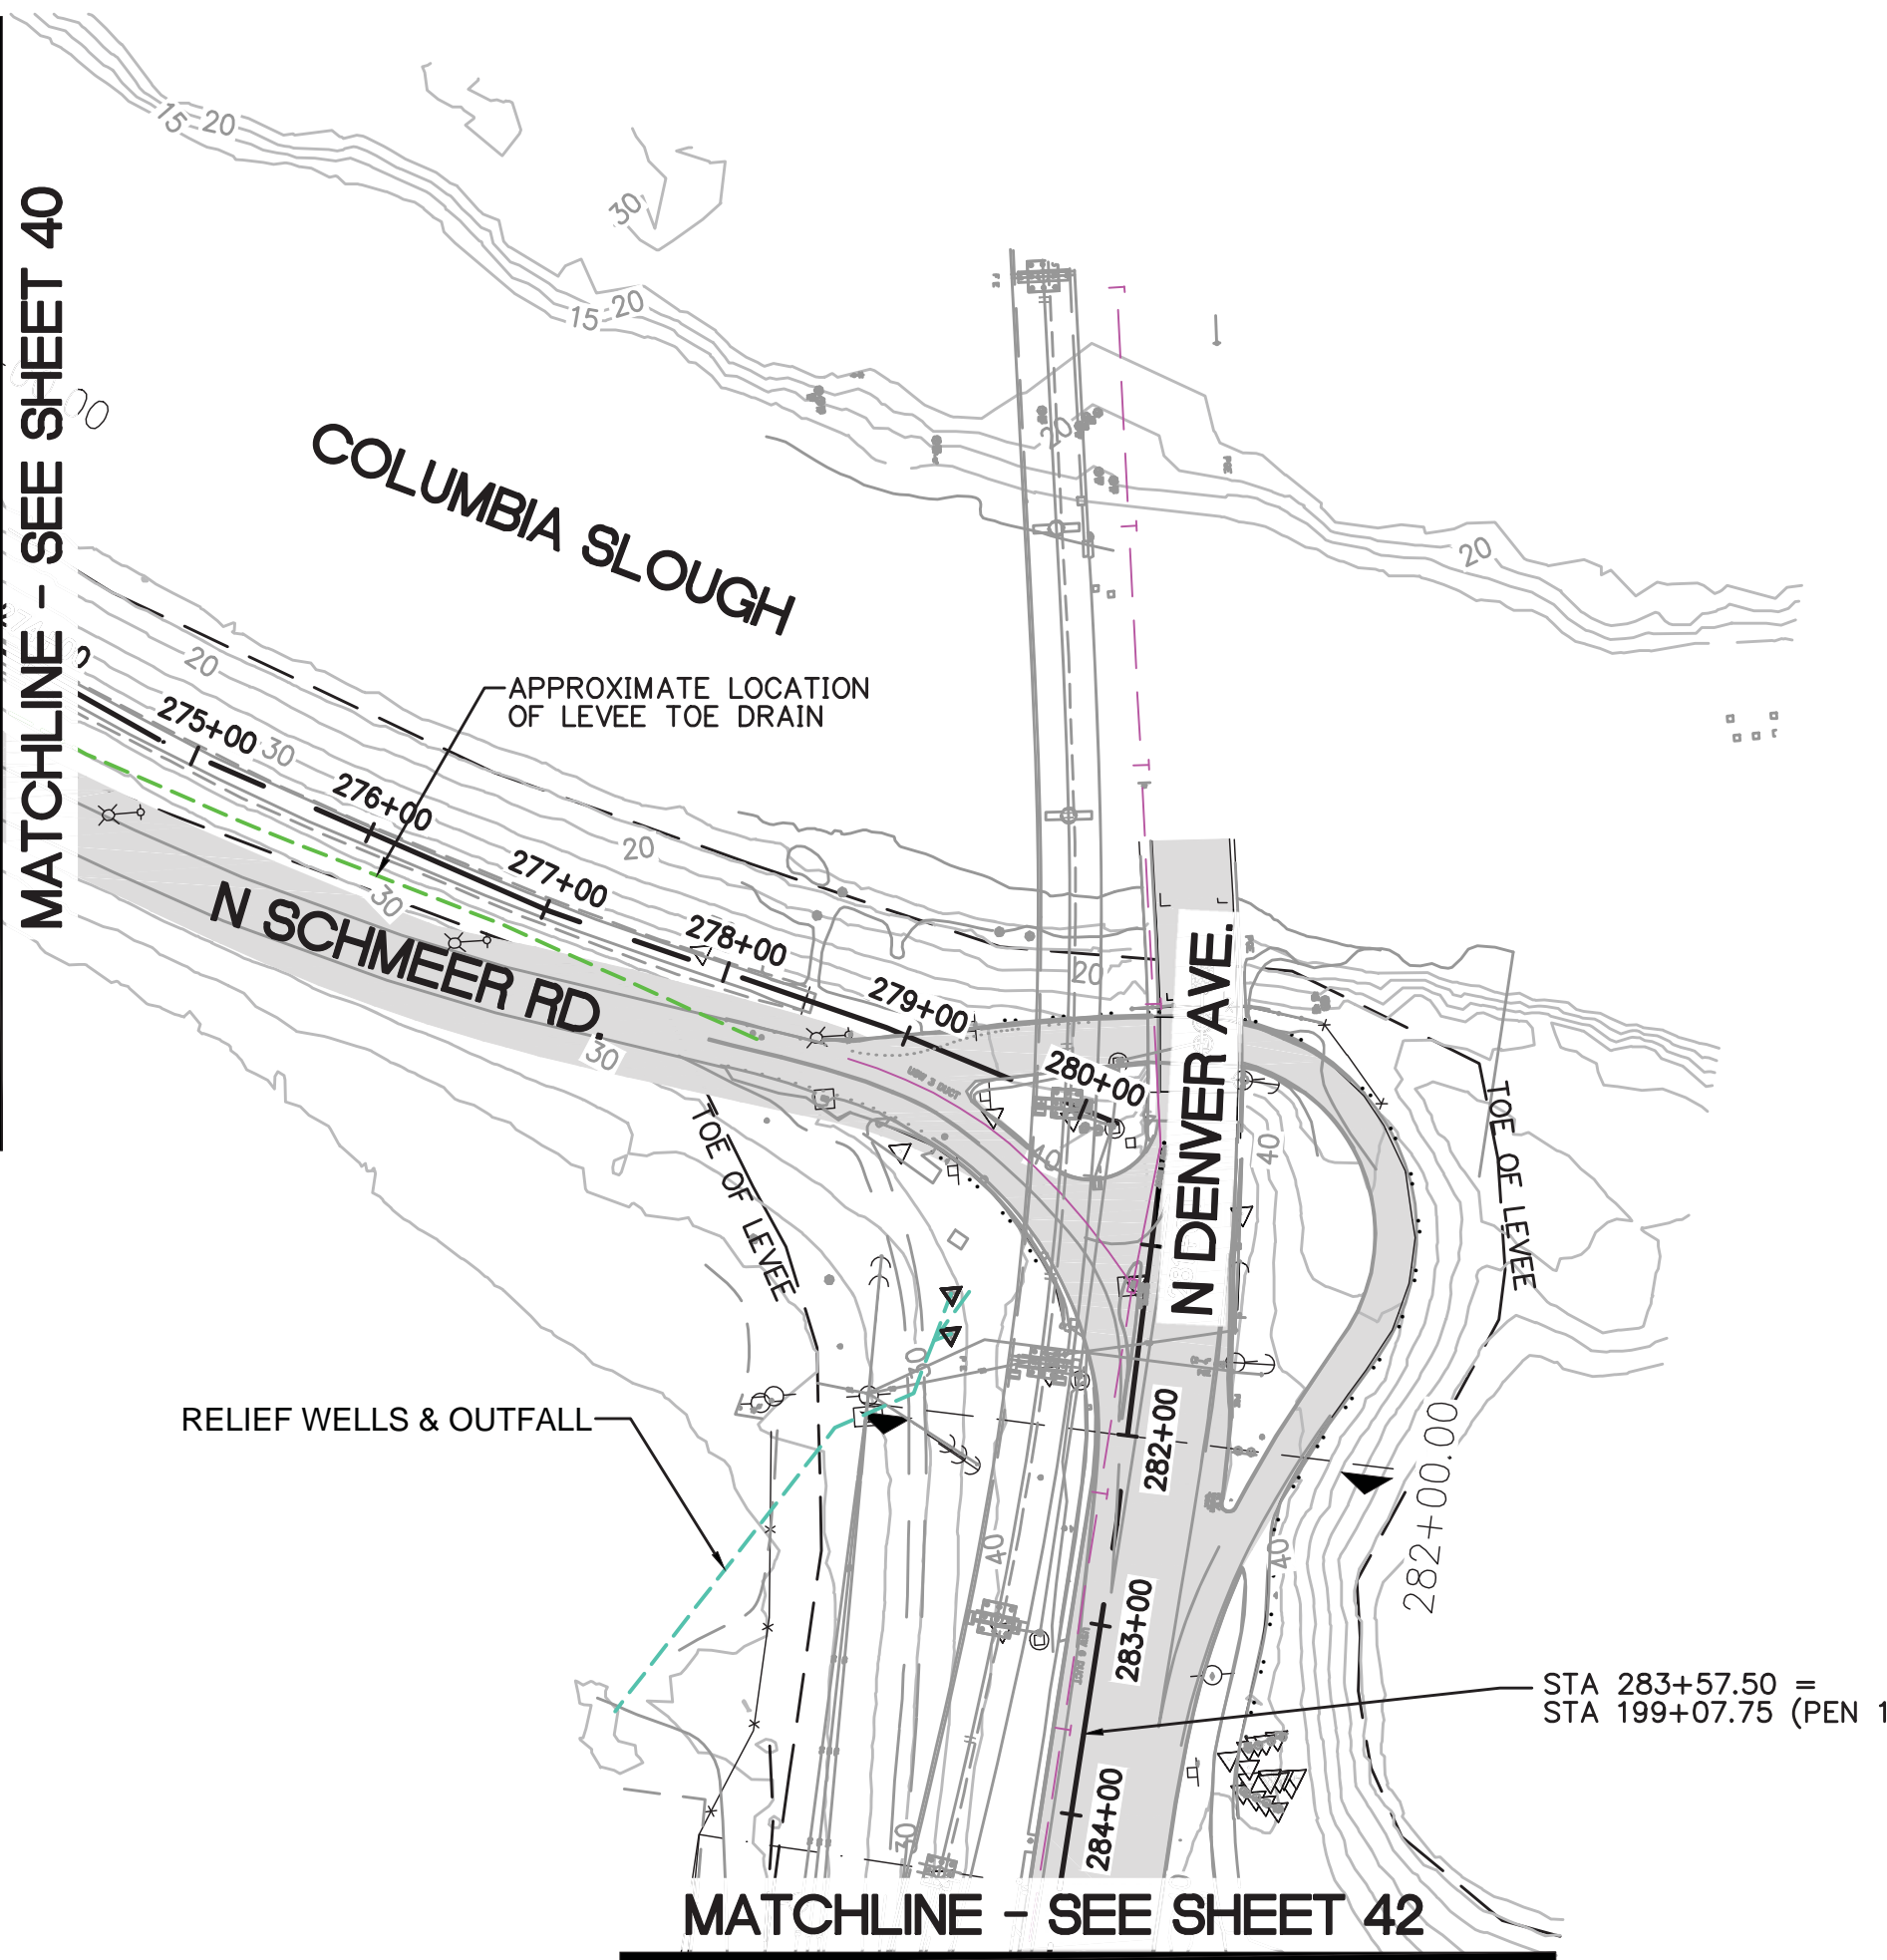 15
20
30
15
20
MATCHLINE - SEE SHEET 40
COLUMBIA SLOUGH
20
20
20
APPROXIMATE LOCATION
OF LEVEE TOE DRAIN
275+00
30
276+00
20
277+00
30
278+00
20
N SCHMEER RD.
279+00
30
280+00
N DENVER AVE.
USW 3 DUCT
40
40
TOE OF LEVEE
TOE OF LEVEE
RELIEF WELLS & OUTFALL
282+00
282+00.00
40
40
283+00
STA 283+57.50 =
STA 199+07.75 (PEN 1
284+00
30
MATCHLINE - SEE SHEET 42